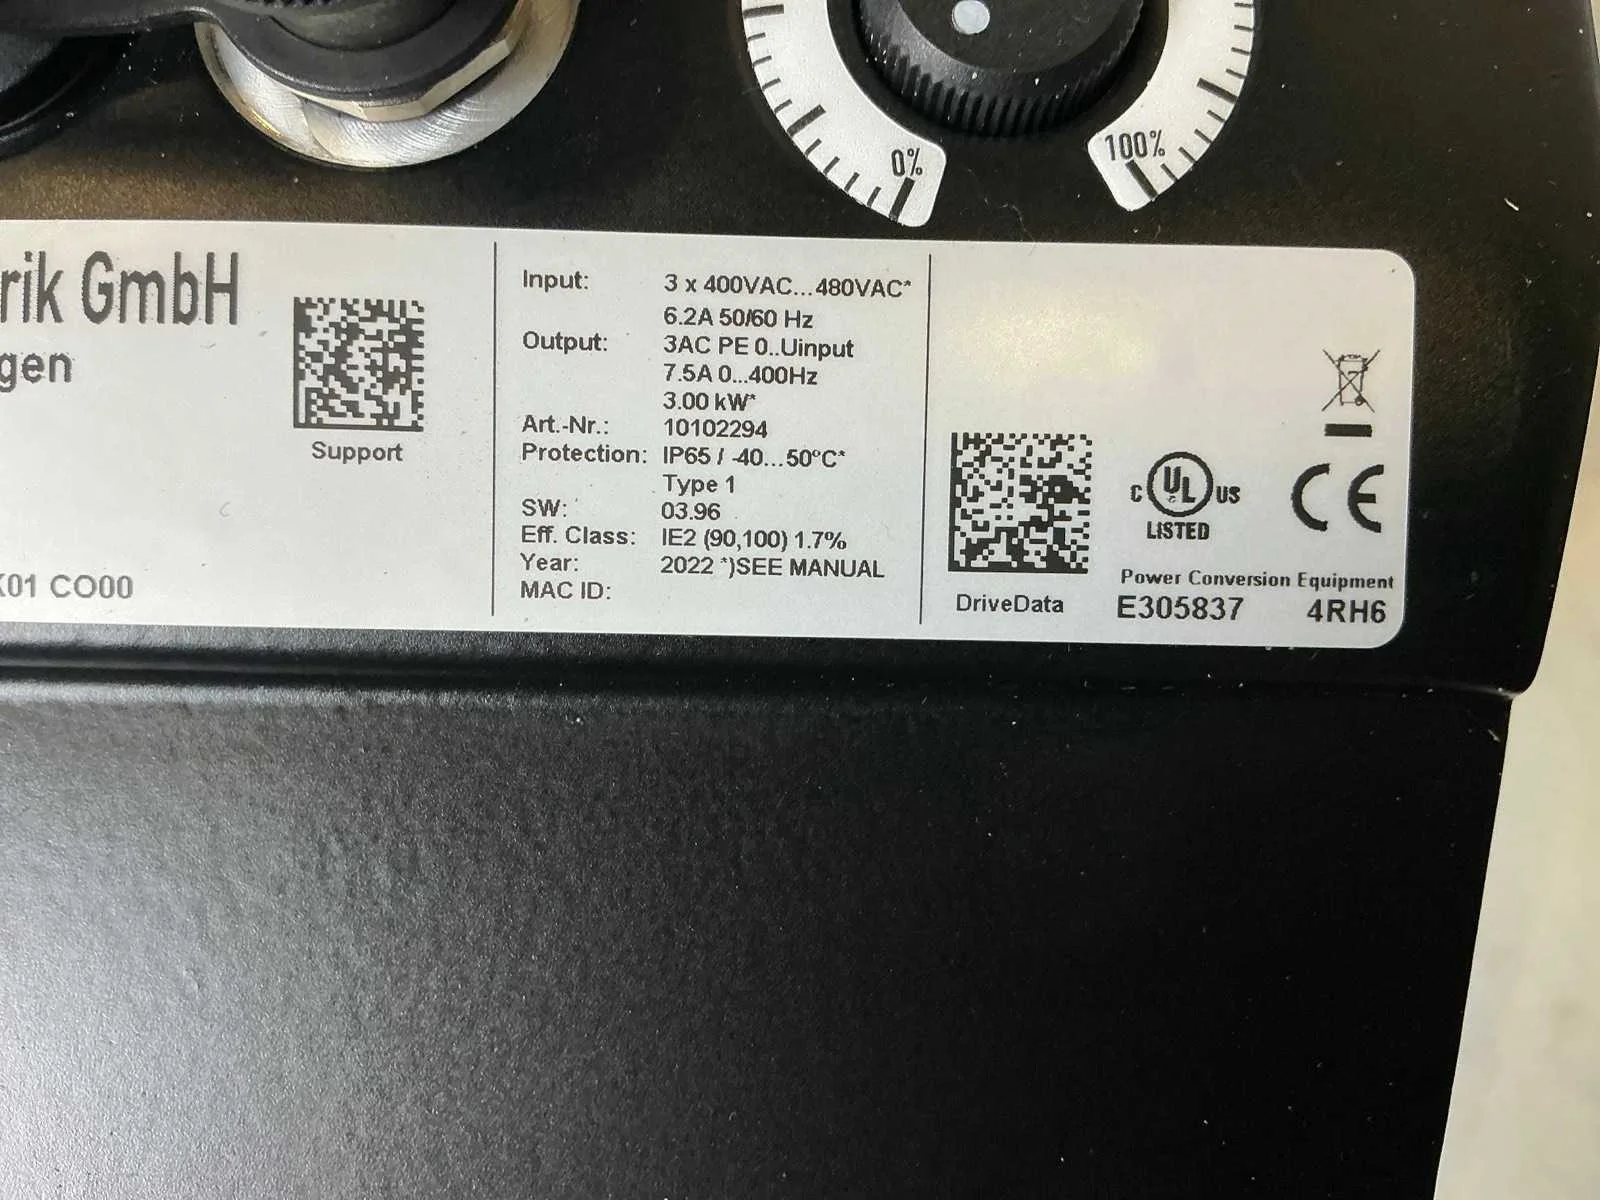 0%
100%
rik GmbH
gen
Support
K01 CO00
Input: 3 x 400VAC...480VAC*
6.2A 50/60 Hz
Output: 3AC PE 0..Uinput
7.5A 0...400Hz
3.00 kW*
Art.-Nr.: 10102294
Protection: IP65 / -40...50°C*
Type 1
SW: 03.96
Eff. Class: IE2 (90,100) 1.7%
Year: 2022 *)SEE MANUAL
MAC ID:
DriveData
C UL US
LISTED
CE
Power Conversion Equipment
E305837 4RH6